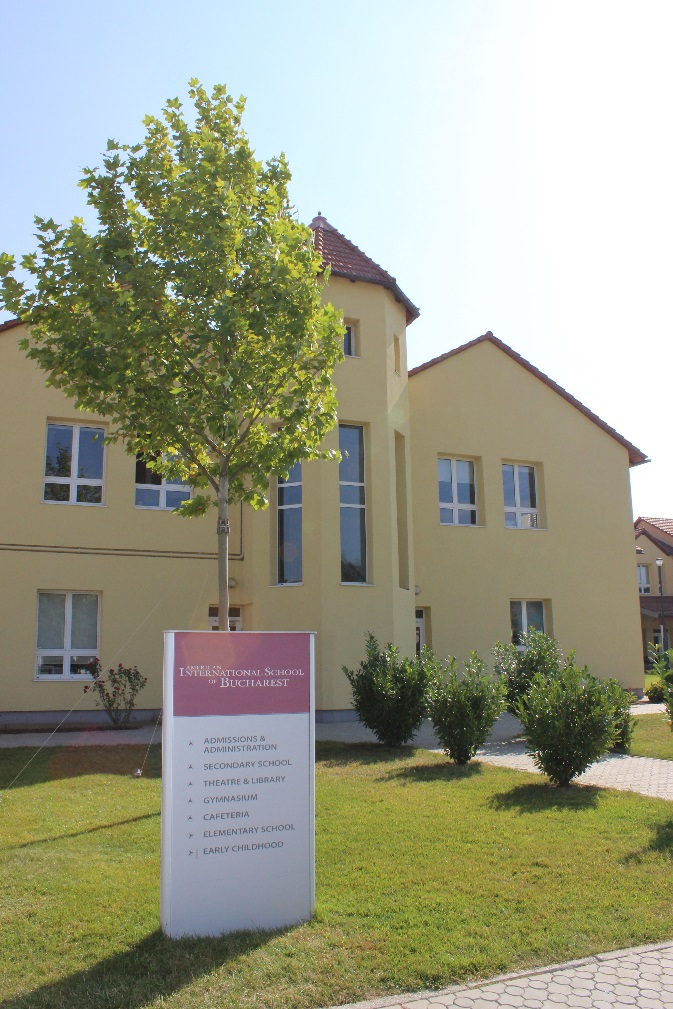 AMERICAN
INTERNATIONAL SCHOOL
OF BUCHAREST
ADMISSIONS &
ADMINISTRATION
SECONDARY SCHOOL
THEATRE & LIBRARY
GYMNASIUM
CAFETERIA
ELEMENTARY SCHOOL
EARLY CHILDHOOD